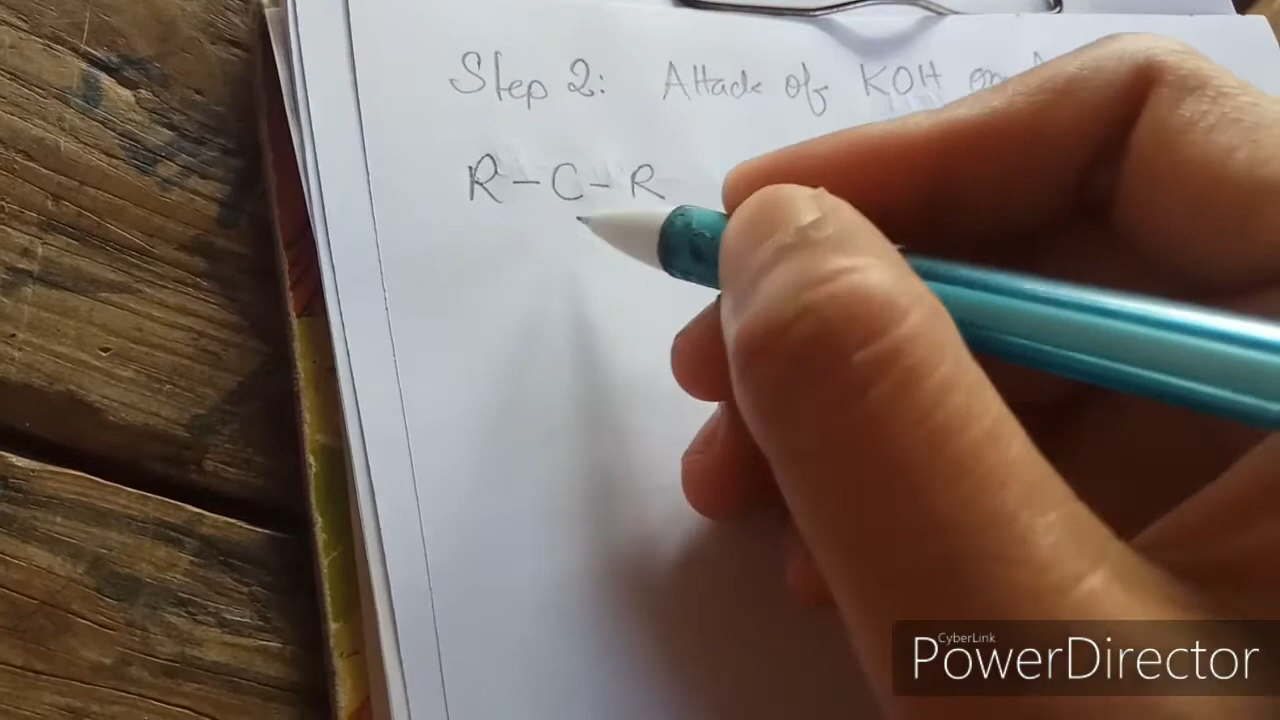 Step 2: Attack of KOH on
R-C-R
CyberLink
PowerDirector